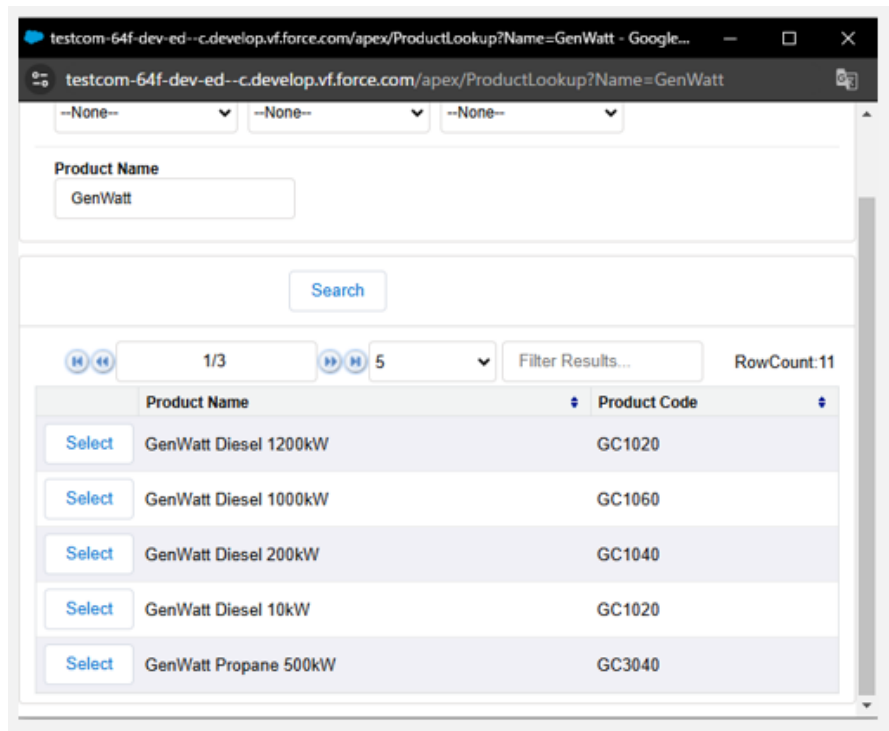 testcom-64f-dev-ed--c.develop.vf.force.com/apex/ProductLookup?Name=GenWatt - Google...
testcom-64f-dev-ed--c.develop.vf.force.com/apex/ProductLookup?Name=GenWatt
--None-- --None-- --None--
Product Name
GenWatt
Search
1/3 5 Filter Results... RowCount:11
Product Name Product Code
Select GenWatt Diesel 1200kW GC1020
Select GenWatt Diesel 1000kW GC1060
Select GenWatt Diesel 200kW GC1040
Select GenWatt Diesel 10kW GC1020
Select GenWatt Propane 500kW GC3040